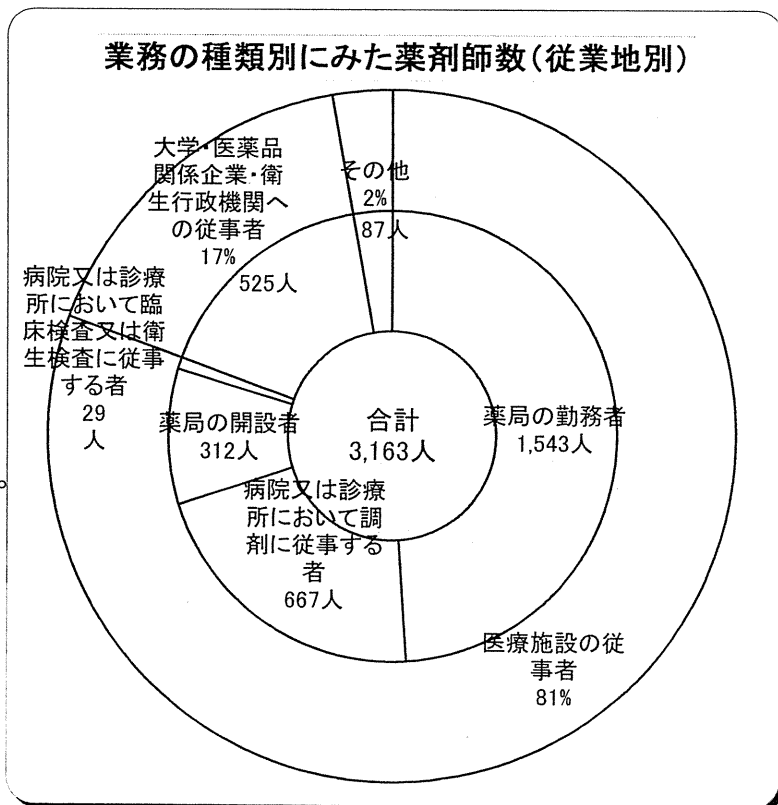 業務の種類別にみた薬剤師数(従業地別)
大学・医薬品
関係企業・衛
生行政機関へ
の従事者
17%
525人
その他
2%
87人
病院又は診療
所において臨
床検査又は衛
生検査に従事
する者
29
人
薬局の開設者
312人
合計
3,163人
薬局の勤務者
1,543人
病院又は診療
所において調
剤に従事する
者
667人
医療施設の従
事者
81%
。